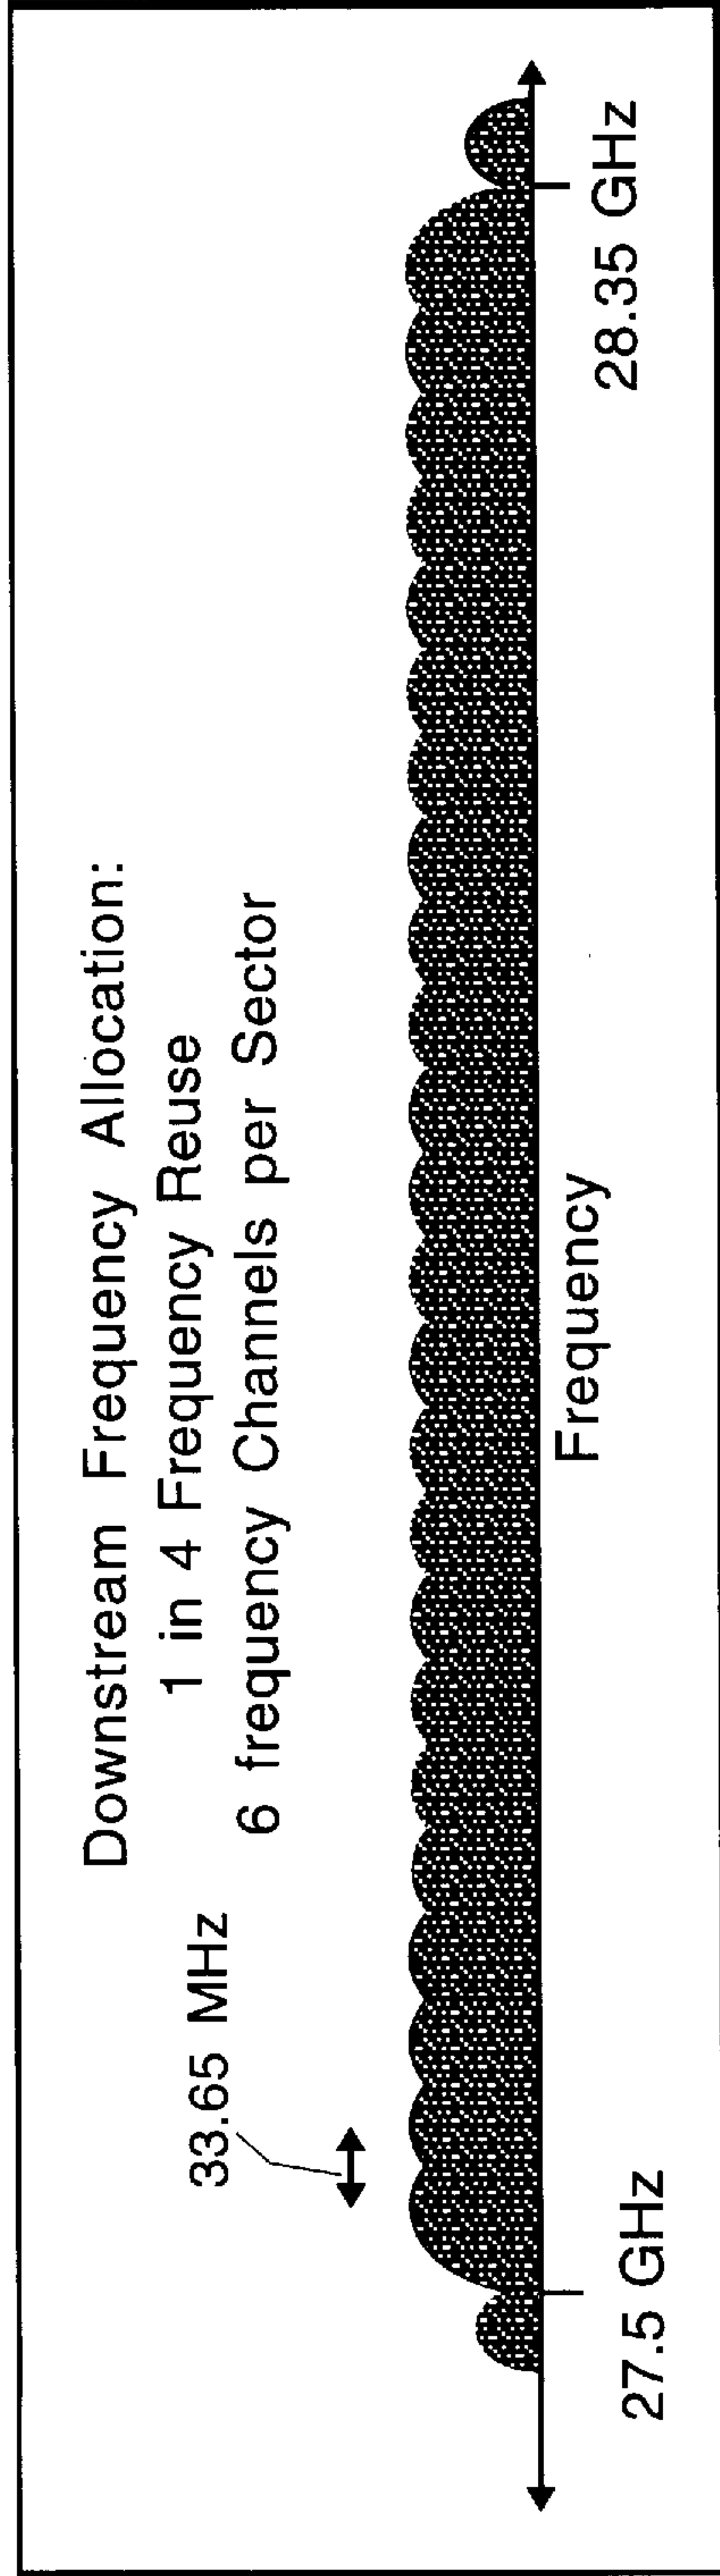 Downstream Frequency Allocation:
1 in 4 Frequency Reuse
6 frequency Channels per Sector
33.65 MHz
27.5 GHz
Frequency
28.35 GHz